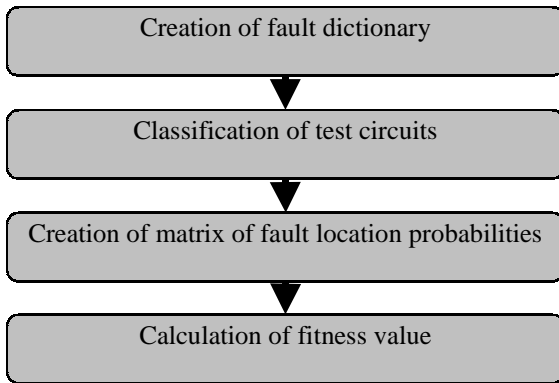 Creation of fault dictionary
Classification of test circuits
Creation of matrix of fault location probabilities
Calculation of fitness value